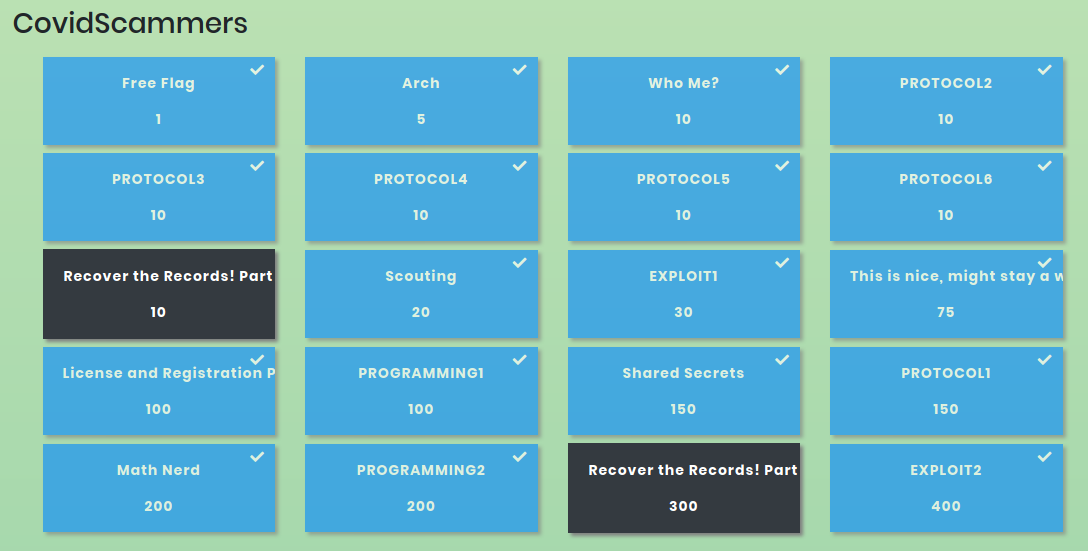 CovidScammers
Free Flag
1
Arch
5
Who Me?
10
PROTOCOL2
10
PROTOCOL3
10
PROTOCOL4
10
PROTOCOL5
10
PROTOCOL6
10
Recover the Records! Part
10
Scouting
20
EXPLOIT1
30
This is nice, might stay a w
75
License and Registration P
100
PROGRAMMING1
100
Shared Secrets
150
PROTOCOL1
150
Math Nerd
200
PROGRAMMING2
200
Recover the Records! Part
300
EXPLOIT2
400